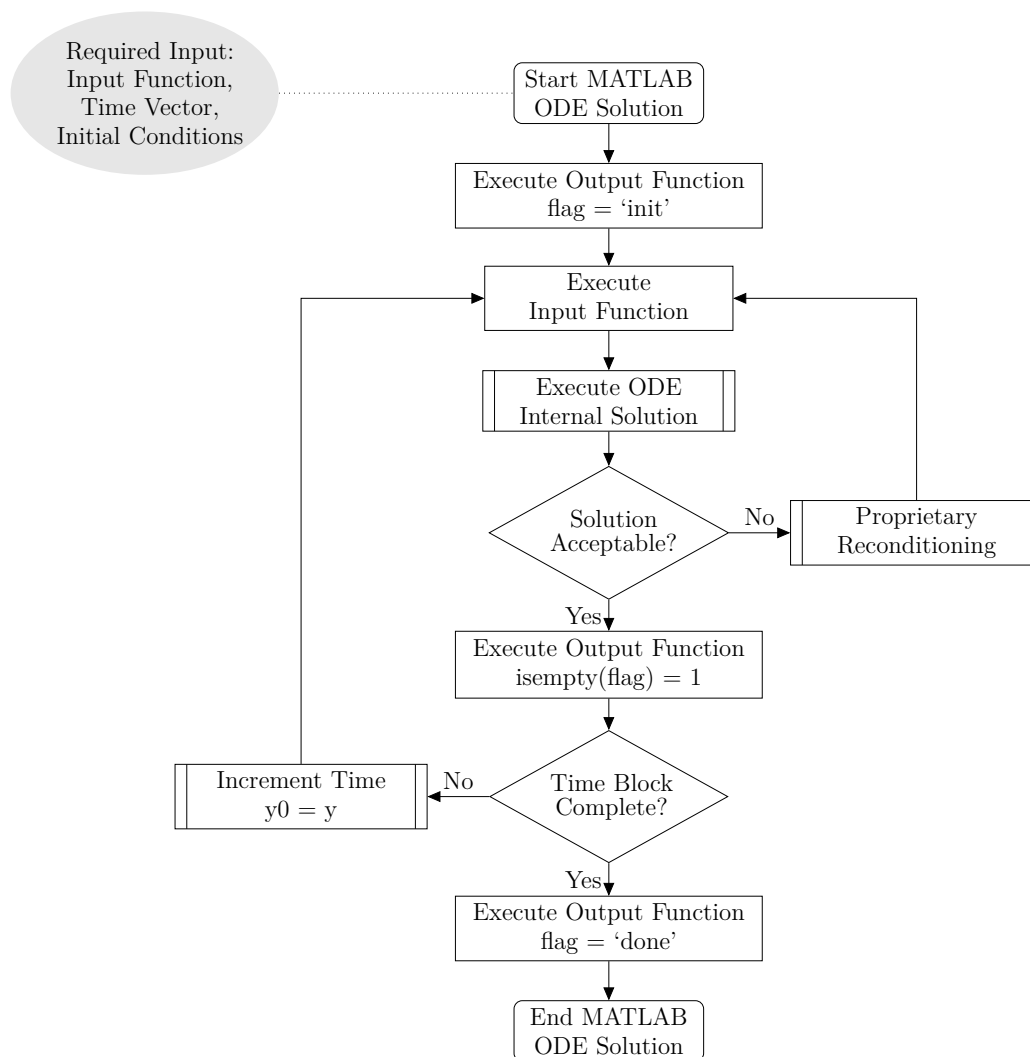 Required Input:
Input Function,
Time Vector,
Initial Conditions
Start MATLAB
ODE Solution
Execute Output Function
flag = ‘init’
Execute
Input Function
Execute ODE
Internal Solution
Solution
Acceptable?
No
Proprietary
Reconditioning
Yes
Execute Output Function
isempty(flag) = 1
Time Block
Complete?
No
Increment Time
y0 = y
Yes
Execute Output Function
flag = ‘done’
End MATLAB
ODE Solution